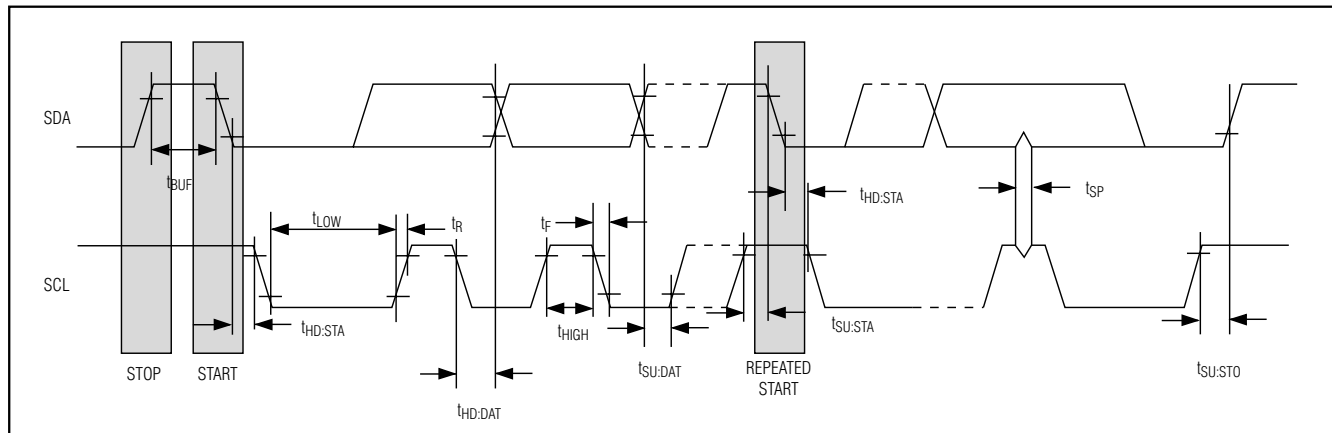 SDA
tBUF
tHD:STA
tSP
tLOW
tR
tF
SCL
tHD:STA
tHIGH
tSU:STA
STOP
START
tSU:DAT
REPEATED
START
tSU:STO
tHD:DAT